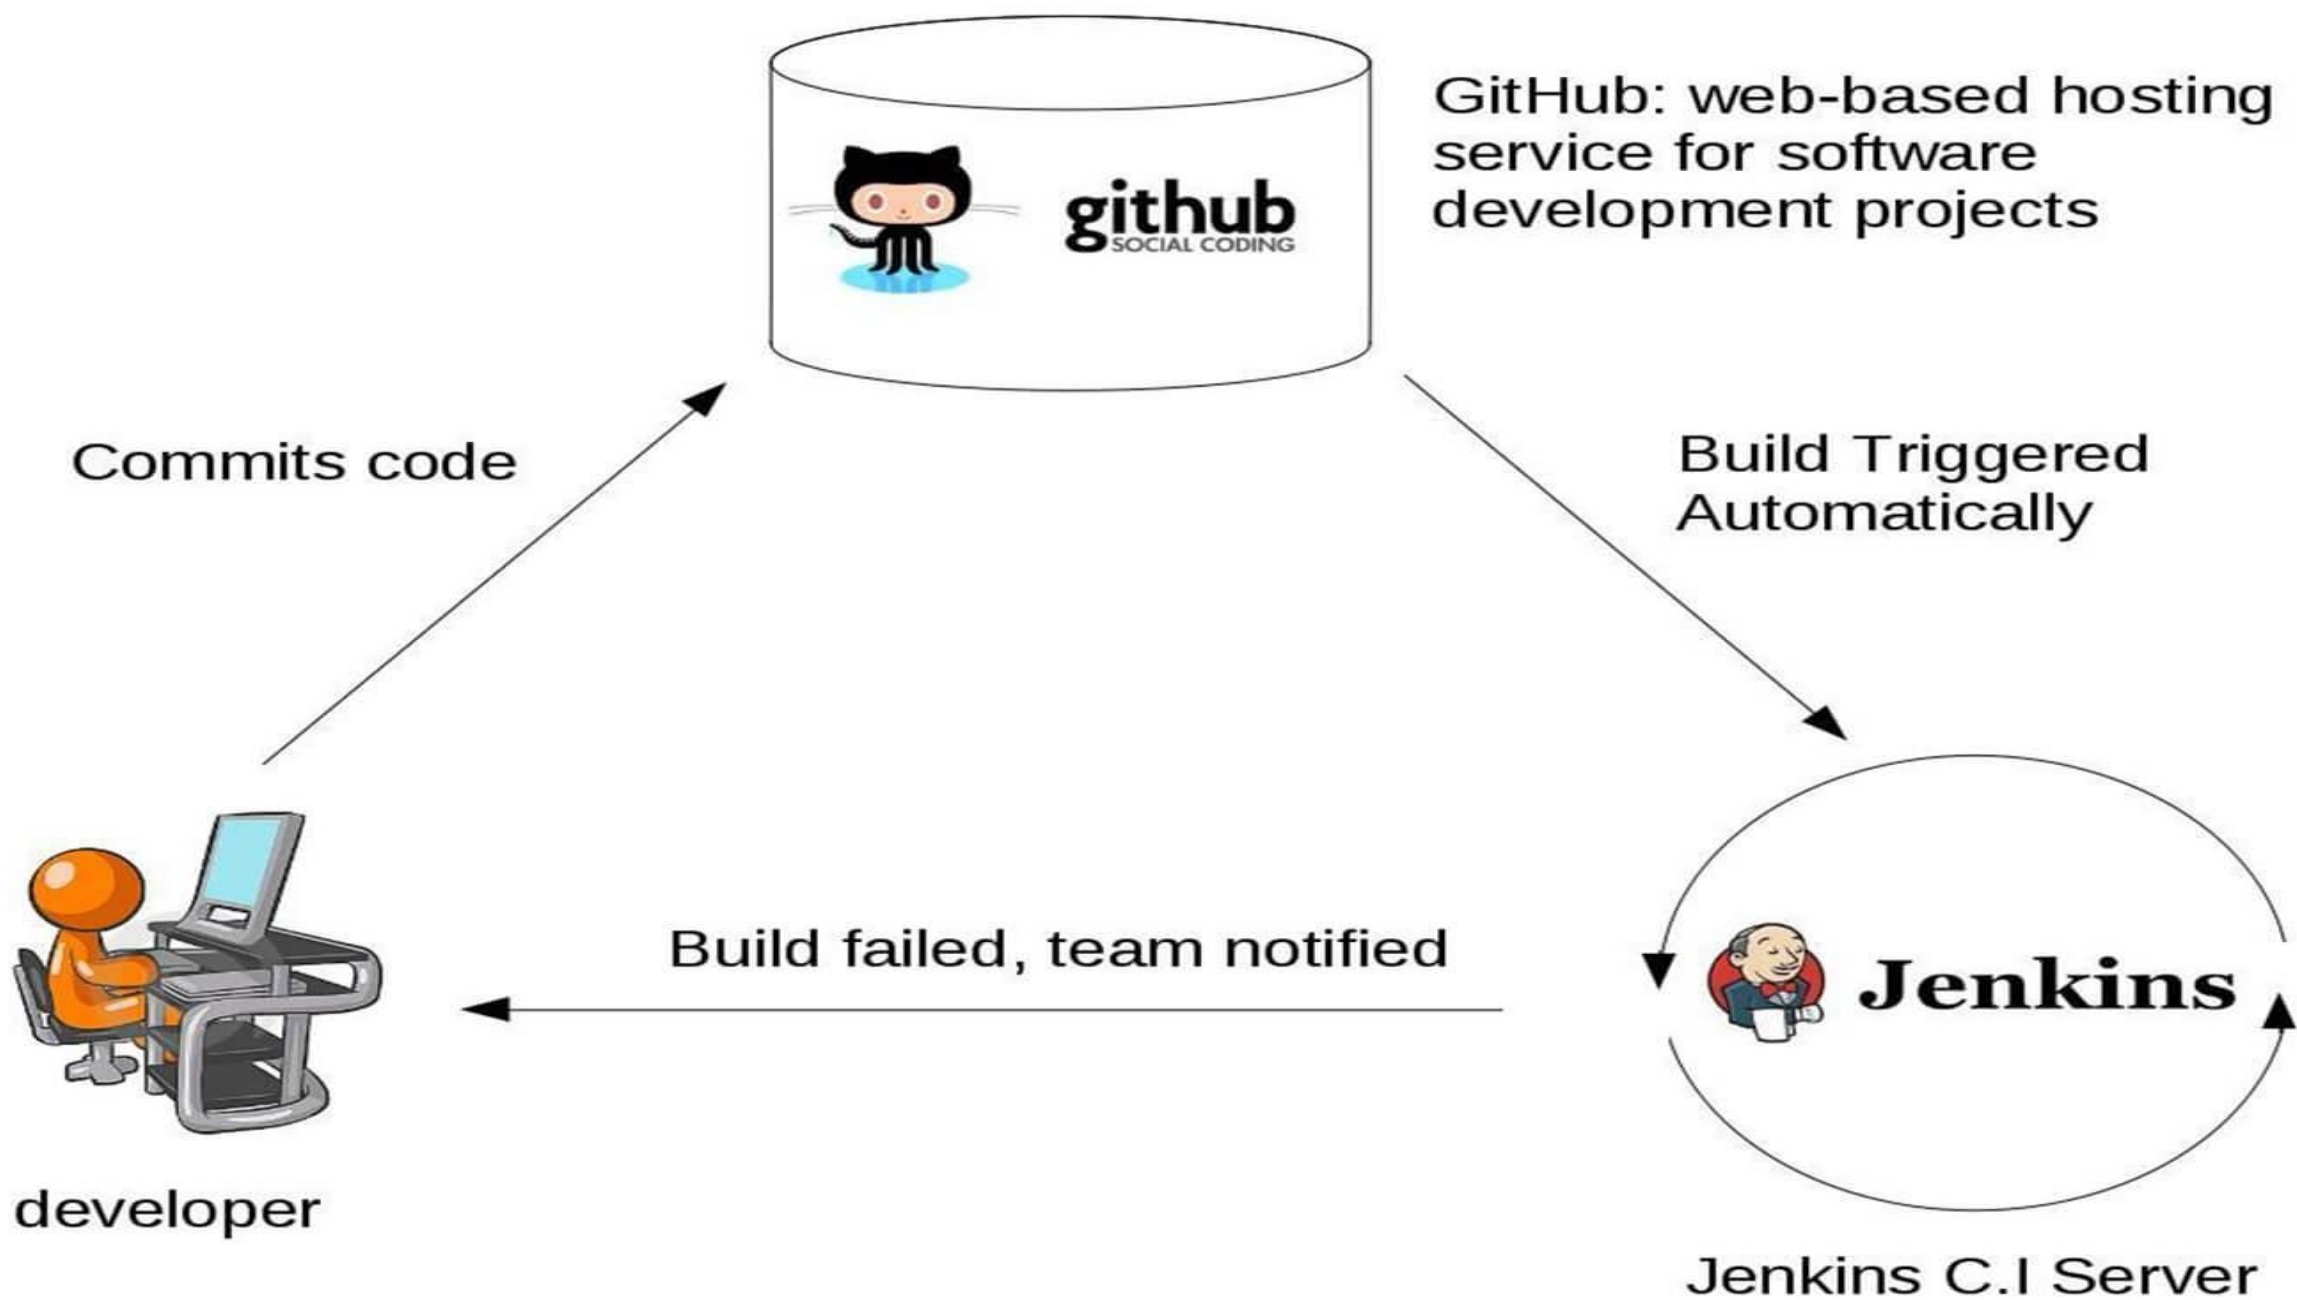 GitHub: web-based hosting
service for software
development projects
github
SOCIAL CODING
Commits code
Build Triggered
Automatically
Build failed, team notified
Jenkins
developer
Jenkins C.I Server